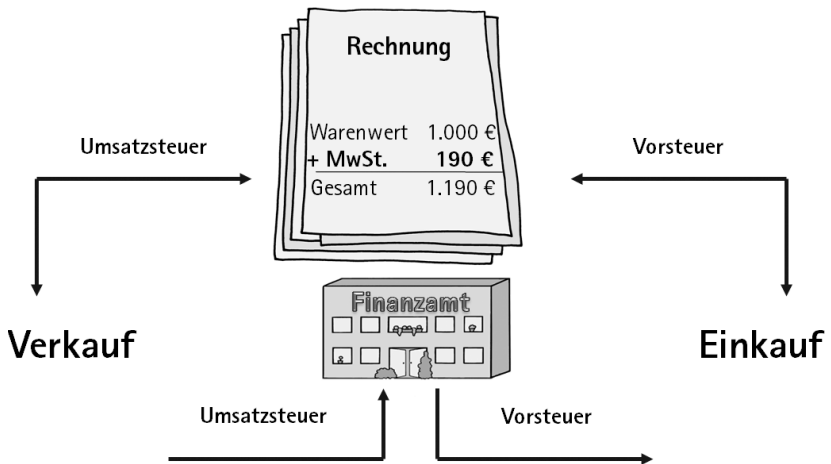 Rechnung
Umsatzsteuer
Vorsteuer
Warenwert 1.000 €
+ MwSt. 190 €
Gesamt 1.190 €
Finanzamt
Verkauf
Einkauf
Umsatzsteuer
Vorsteuer